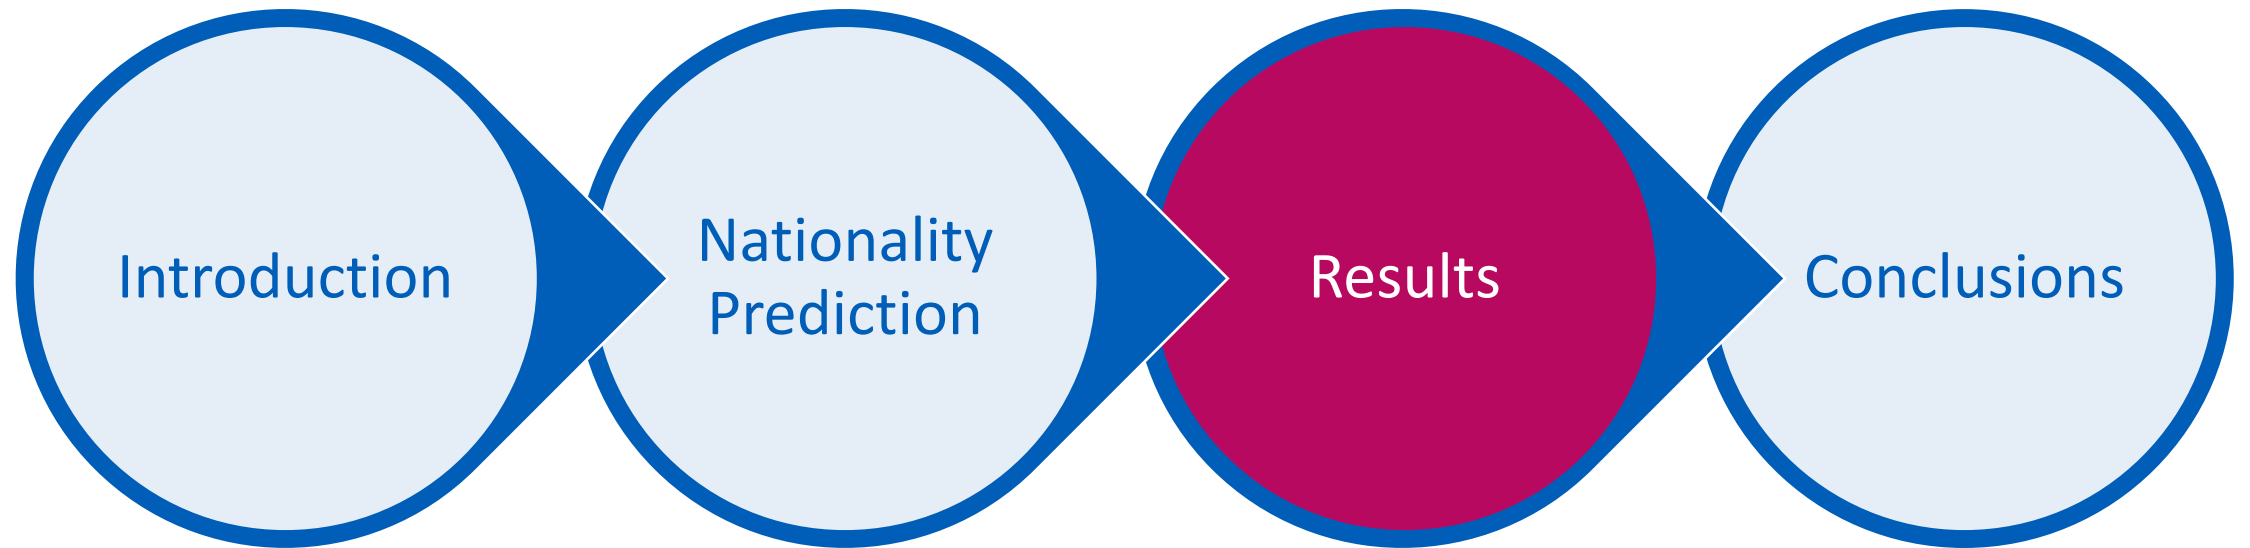 Introduction
Nationality
Prediction
Results
Conclusions